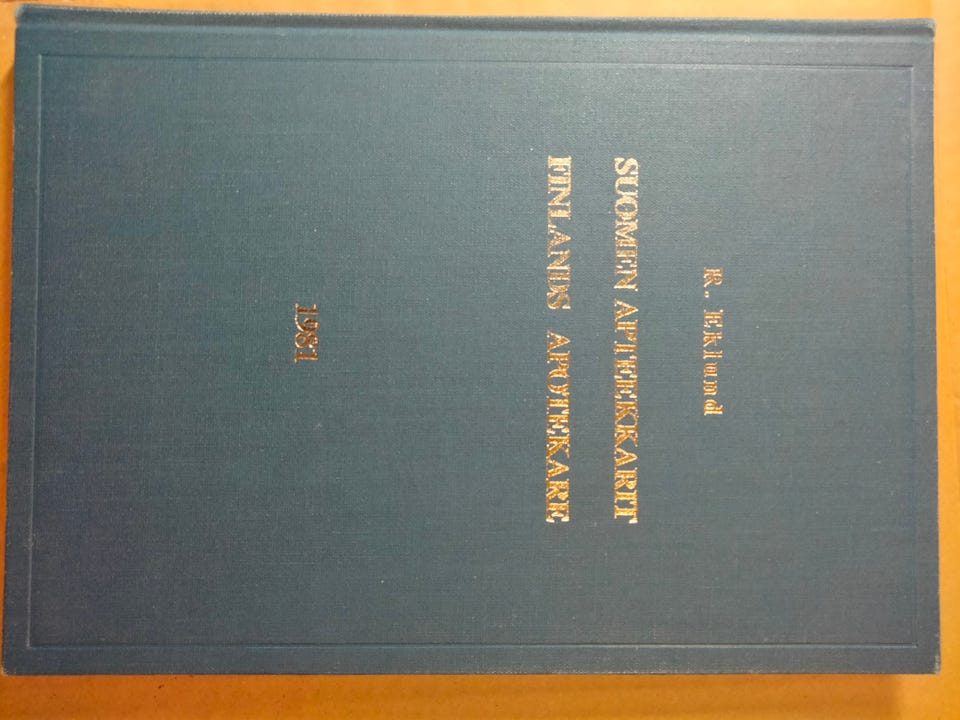 R. Eklund
SUOMEN APTEEKKARIT
FINLANDS APOTEKARE
1981